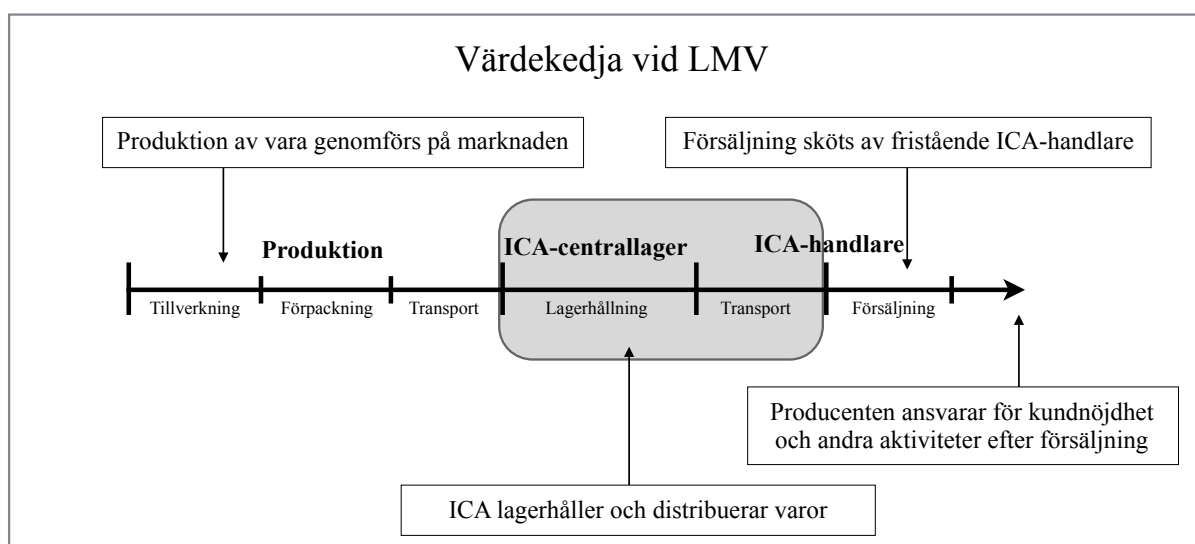 Värdekedja vid LMV
Produktion av vara genomförs på marknaden
Försäljning sköts av fristående ICA-handlare
Produktion
ICA-centrallager
ICA-handlare
Tillverkning
Förpackning
Transport
Lagerhållning
Transport
Försäljning
Producenten ansvarar för kundnöjdhet
och andra aktiviteter efter försäljning
ICA lagerhåller och distribuerar varor